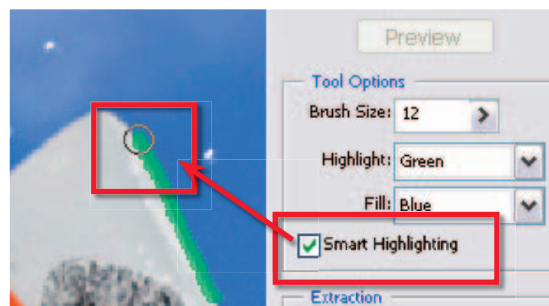 Preview
Tool Options
Brush Size: 12
Highlight: Green
Fill: Blue
Smart Highlighting
Extraction